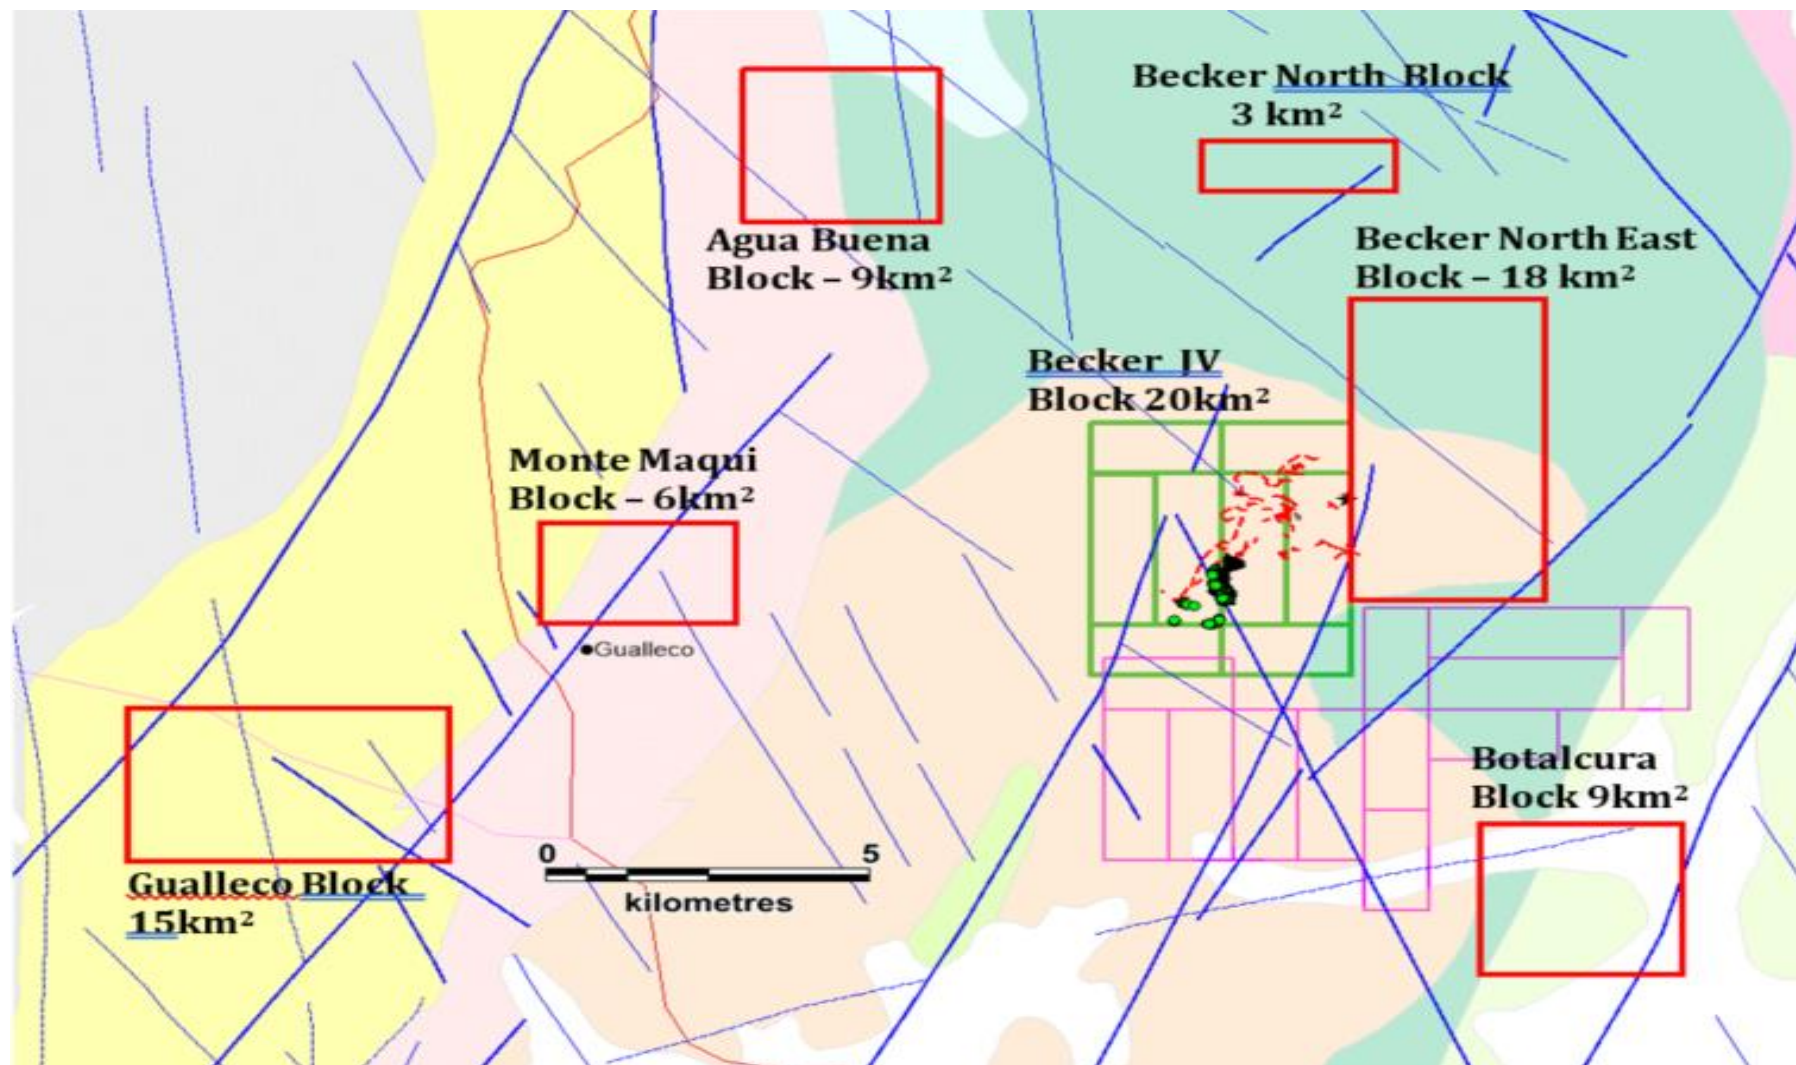 Becker North Block
3 km²
Agua Buena
Block – 9km²
Becker North East
Block – 18 km²
Becker JV
Block 20km²
Monte Maqui
Block – 6km²
Gualleco
Botalcura
Block 9km²
Gualleco Block
15km²
0 5
kilometres